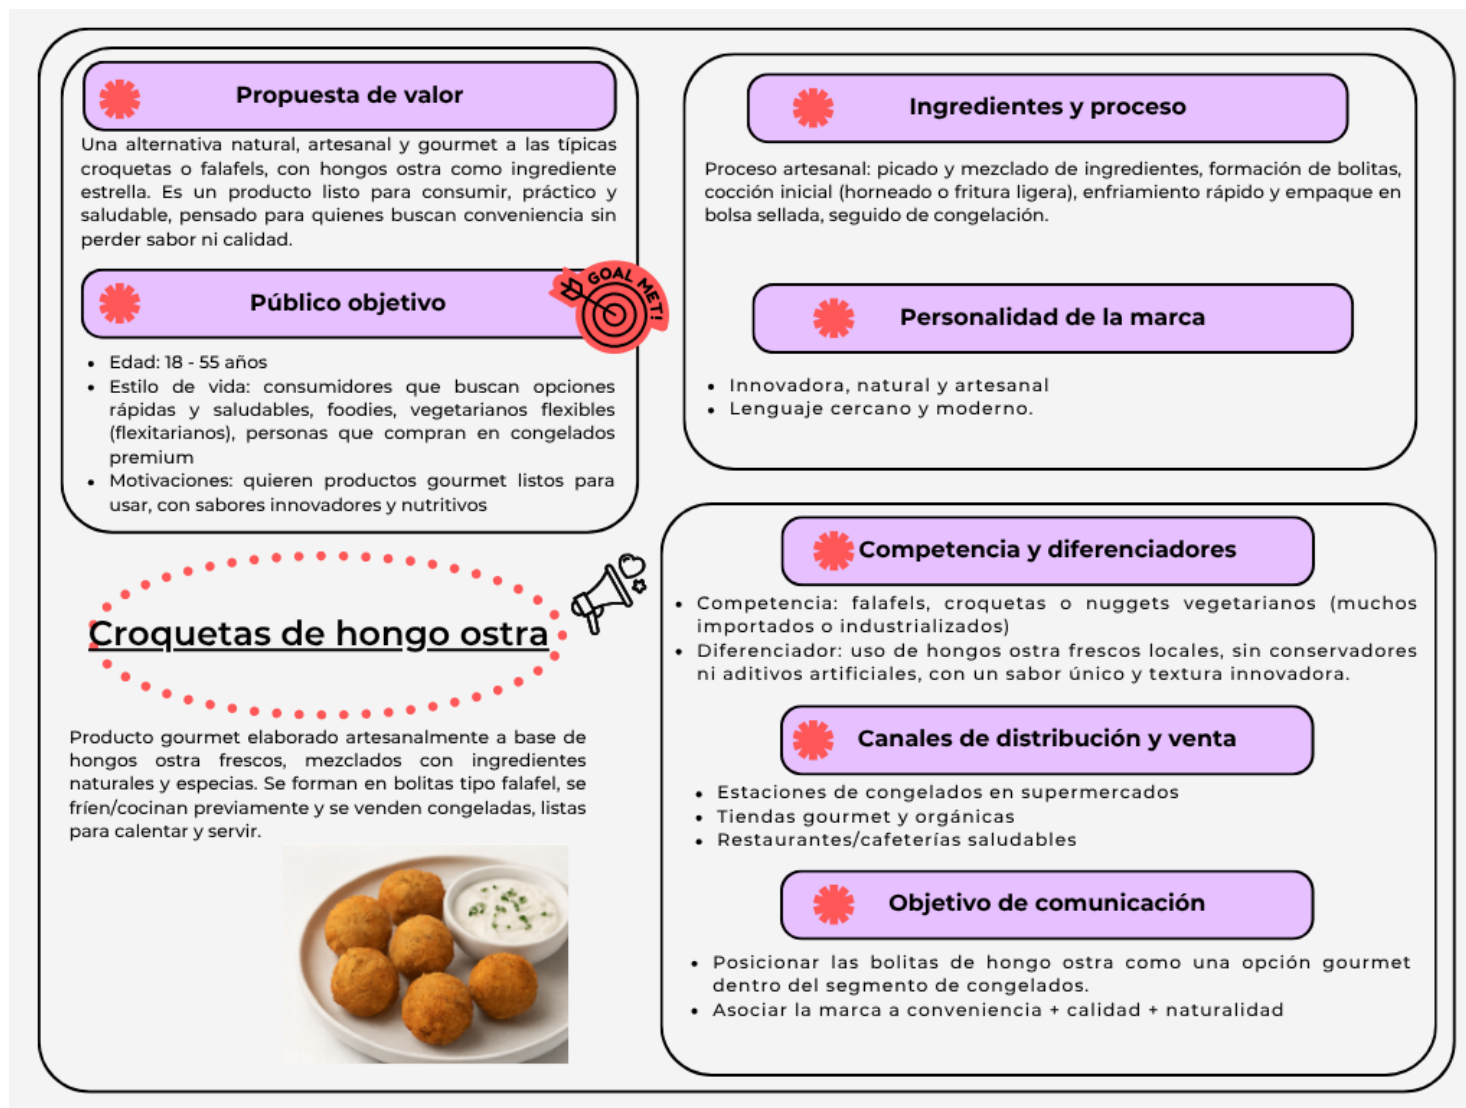 Propuesta de valor
Una alternativa natural, artesanal y gourmet a las típicas
croquetas o falafels, con hongos ostra como ingrediente
estrella. Es un producto listo para consumir, práctico y
saludable, pensado para quienes buscan conveniencia sin
perder sabor ni calidad.
GOAL MET!
Público objetivo
• Edad: 18 - 55 años
• Estilo de vida: consumidores que buscan opciones
rápidas y saludables, foodies, vegetarianos flexibles
(flexitarianos), personas que compran en congelados
premium
• Motivaciones: quieren productos gourmet listos para
usar, con sabores innovadores y nutritivos
Croquetas de hongo ostra
Producto gourmet elaborado artesanalmente a base de
hongos ostra frescos, mezclados con ingredientes
naturales y especias. Se forman en bolitas tipo falafel, se
fríen/cocinan previamente y se venden congeladas, listas
para calentar y servir.
Ingredientes y proceso
Proceso artesanal: picado y mezclado de ingredientes, formación de bolitas,
cocción inicial (horneado o fritura ligera), enfriamiento rápido y empaque en
bolsa sellada, seguido de congelación.
Personalidad de la marca
• Innovadora, natural y artesanal
• Lenguaje cercano y moderno.
Competencia y diferenciadores
• Competencia: falafels, croquetas o nuggets vegetarianos (muchos
importados o industrializados)
• Diferenciador: uso de hongos ostra frescos locales, sin conservadores
ni aditivos artificiales, con un sabor único y textura innovadora.
Canales de distribución y venta
• Estaciones de congelados en supermercados
• Tiendas gourmet y orgánicas
• Restaurantes/cafeterías saludables
Objetivo de comunicación
• Posicionar las bolitas de hongo ostra como una opción gourmet
dentro del segmento de congelados.
• Asociar la marca a conveniencia + calidad + naturalidad